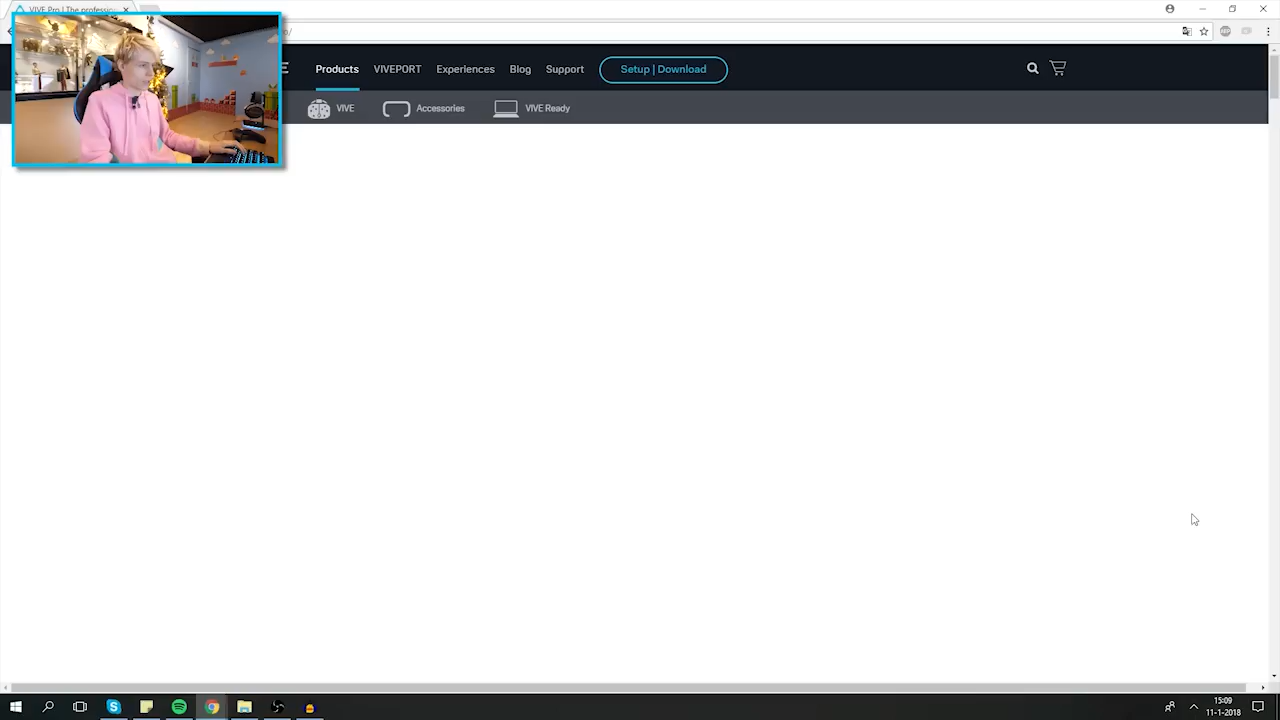 VIVE Pro | The professiona
Products
VIVEPORT
Experiences
Blog
Support
Setup | Download
VIVE
Accessories
VIVE Ready
15:09
11-1-2018